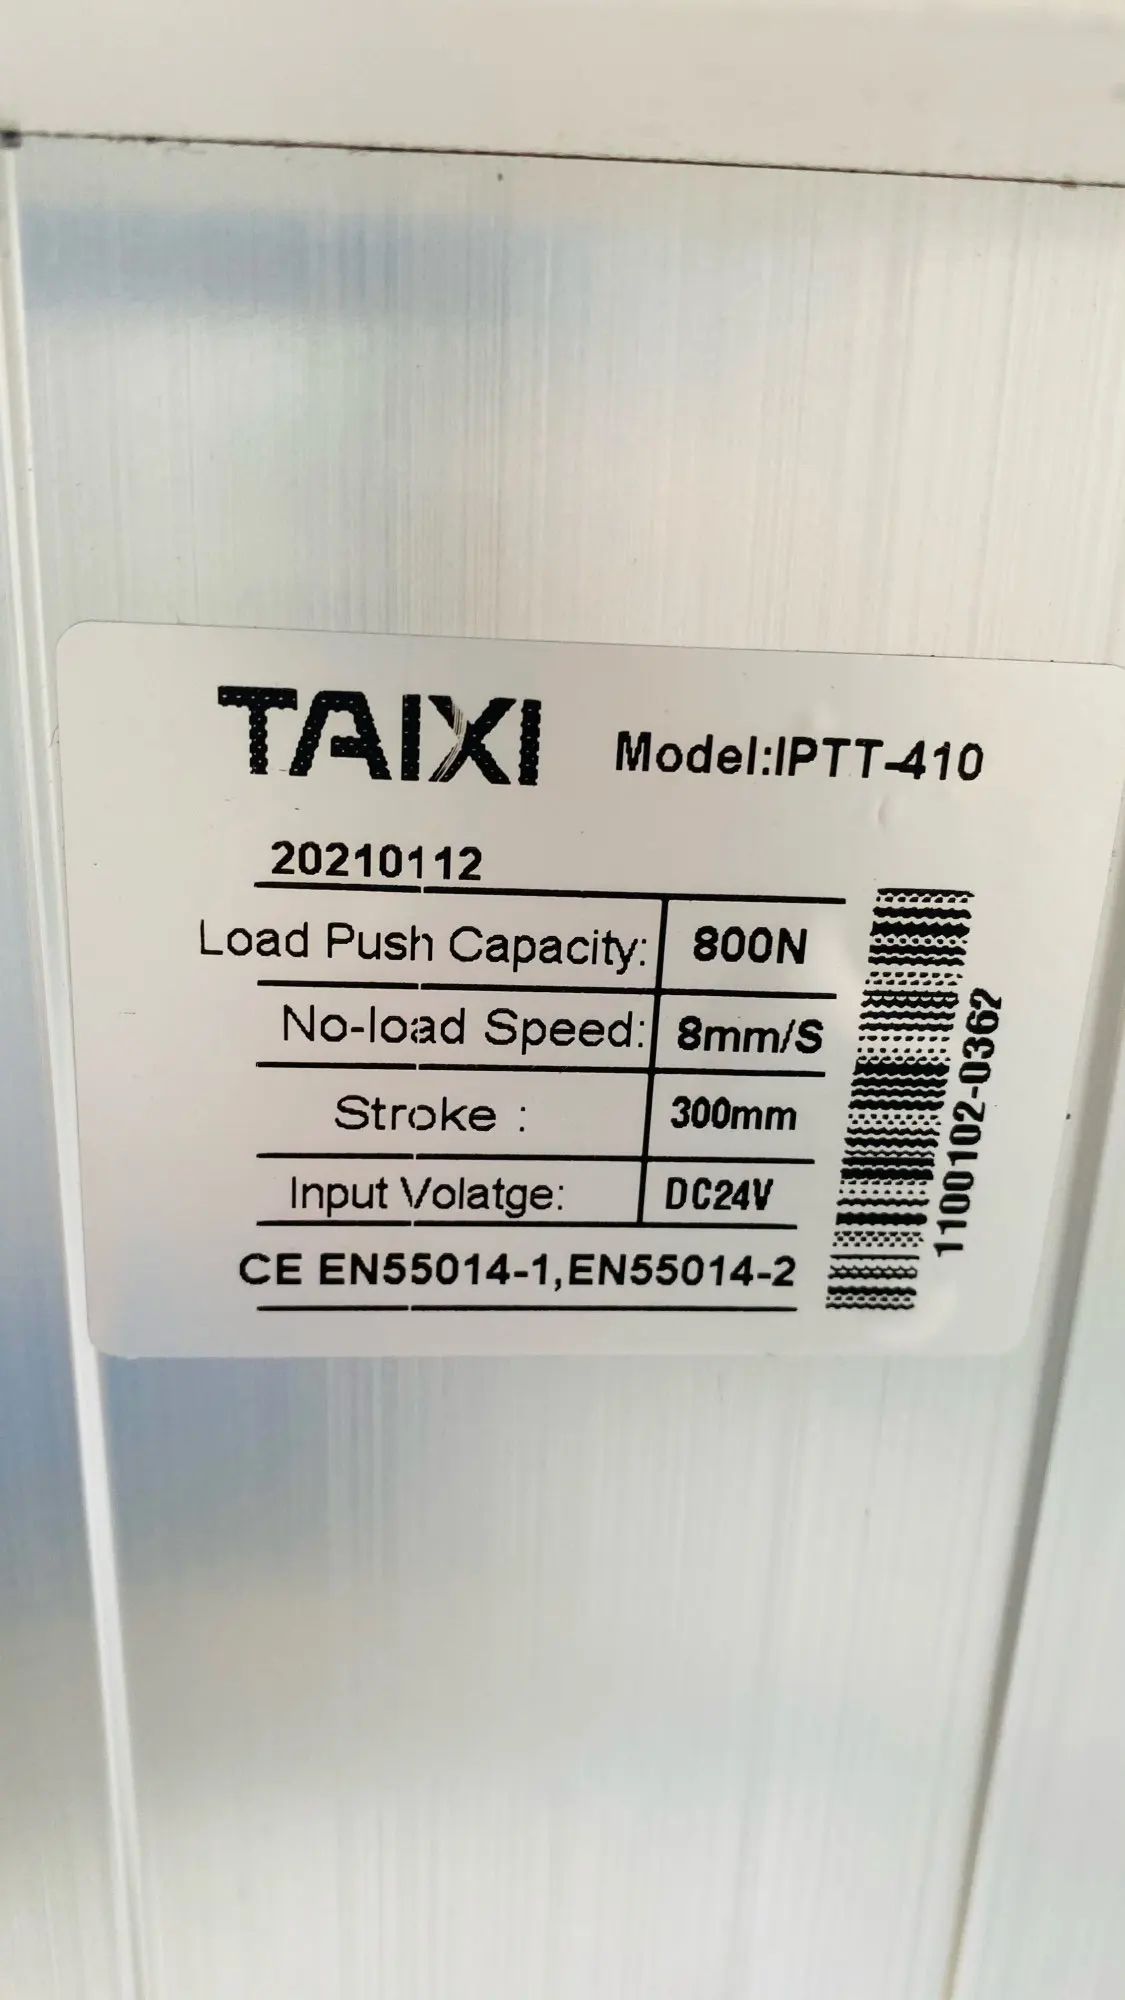 TAIXI Model:IPTT-410
20210112
Load Push Capacity: 800N
No-load Speed: 8mm/S
Stroke : 300mm
Input Volatge: DC24V
CE EN55014-1,EN55014-2
1100102-0362